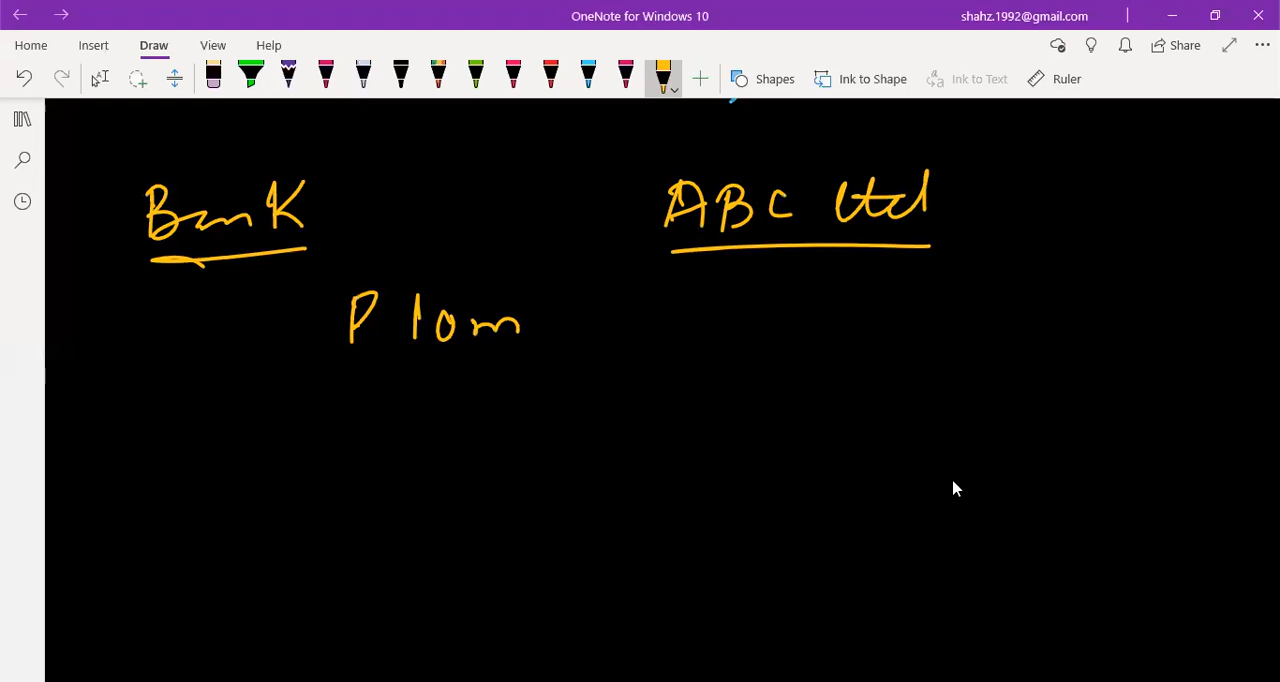 OneNote for Windows 10
shahz.1992@gmail.com
Home Insert Draw View Help
Share
Shapes Ink to Shape Ink to Text Ruler
Bank ABC Ltd
P 10m